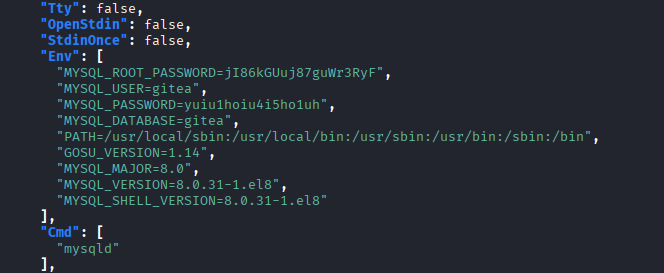 "Tty": false,
"OpenStdin": false,
"StdinOnce": false,
"Env": [
"MYSQL_ROOT_PASSWORD=jI86kGUuj87guWr3RyF",
"MYSQL_USER=gitea",
"MYSQL_PASSWORD=yuiu1hoiu4i5ho1uh",
"MYSQL_DATABASE=gitea",
"PATH=/usr/local/sbin:/usr/local/bin:/usr/sbin:/usr/bin:/sbin:/bin",
"GOSU_VERSION=1.14",
"MYSQL_MAJOR=8.0",
"MYSQL_VERSION=8.0.31-1.el8",
"MYSQL_SHELL_VERSION=8.0.31-1.el8"
],
"Cmd": [
"mysqld"
],